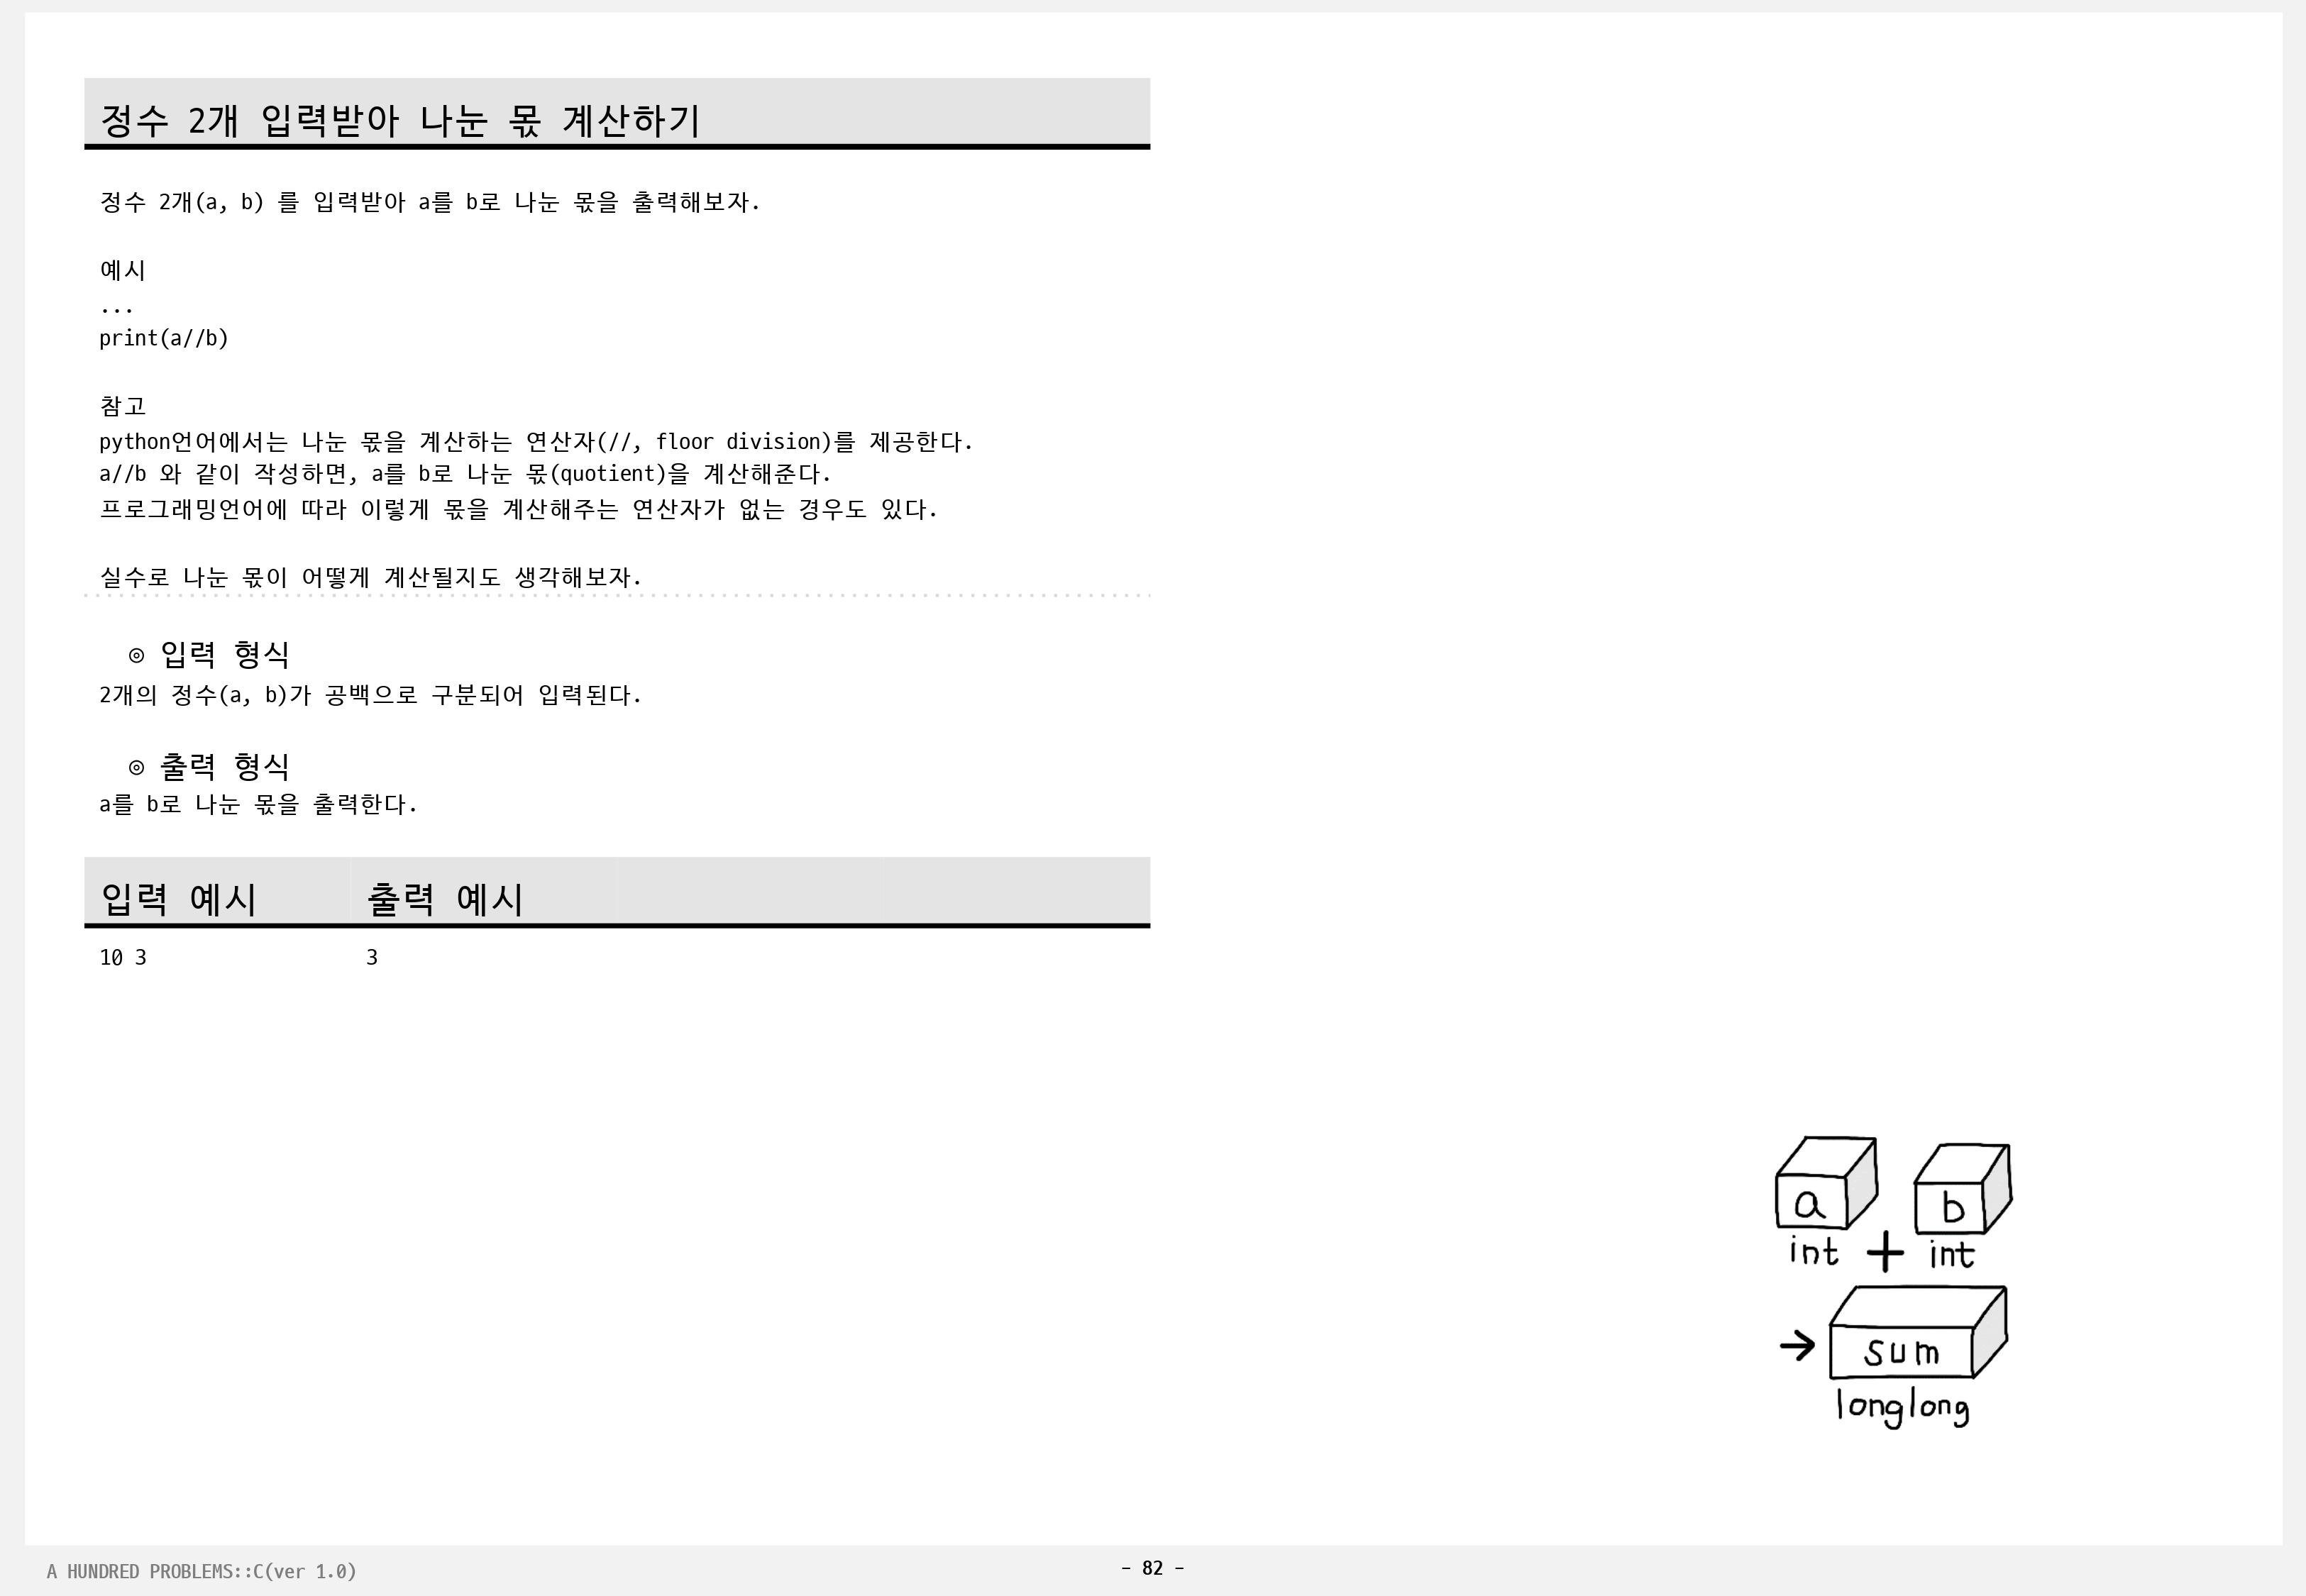 정수 2개 입력받아 나눈 몫 계산하기
정수 2개(a, b) 를 입력받아 a를 b로 나눈 몫을 출력해보자.
예시
...
print(a//b)
참고
python언어에서는 나눈 몫을 계산하는 연산자(//, floor division)를 제공한다.
a//b 와 같이 작성하면, a를 b로 나눈 몫(quotient)을 계산해준다.
프로그래밍언어에 따라 이렇게 몫을 계산해주는 연산자가 없는 경우도 있다.
실수로 나눈 몫이 어떻게 계산될지도 생각해보자.
◎ 입력 형식
2개의 정수(a, b)가 공백으로 구분되어 입력된다.
◎ 출력 형식
a를 b로 나눈 몫을 출력한다.
입력 예시 출력 예시
10 3 3
a b
int + int
→ sum
longlong
A HUNDRED PROBLEMS::C(ver 1.0) - 82 -